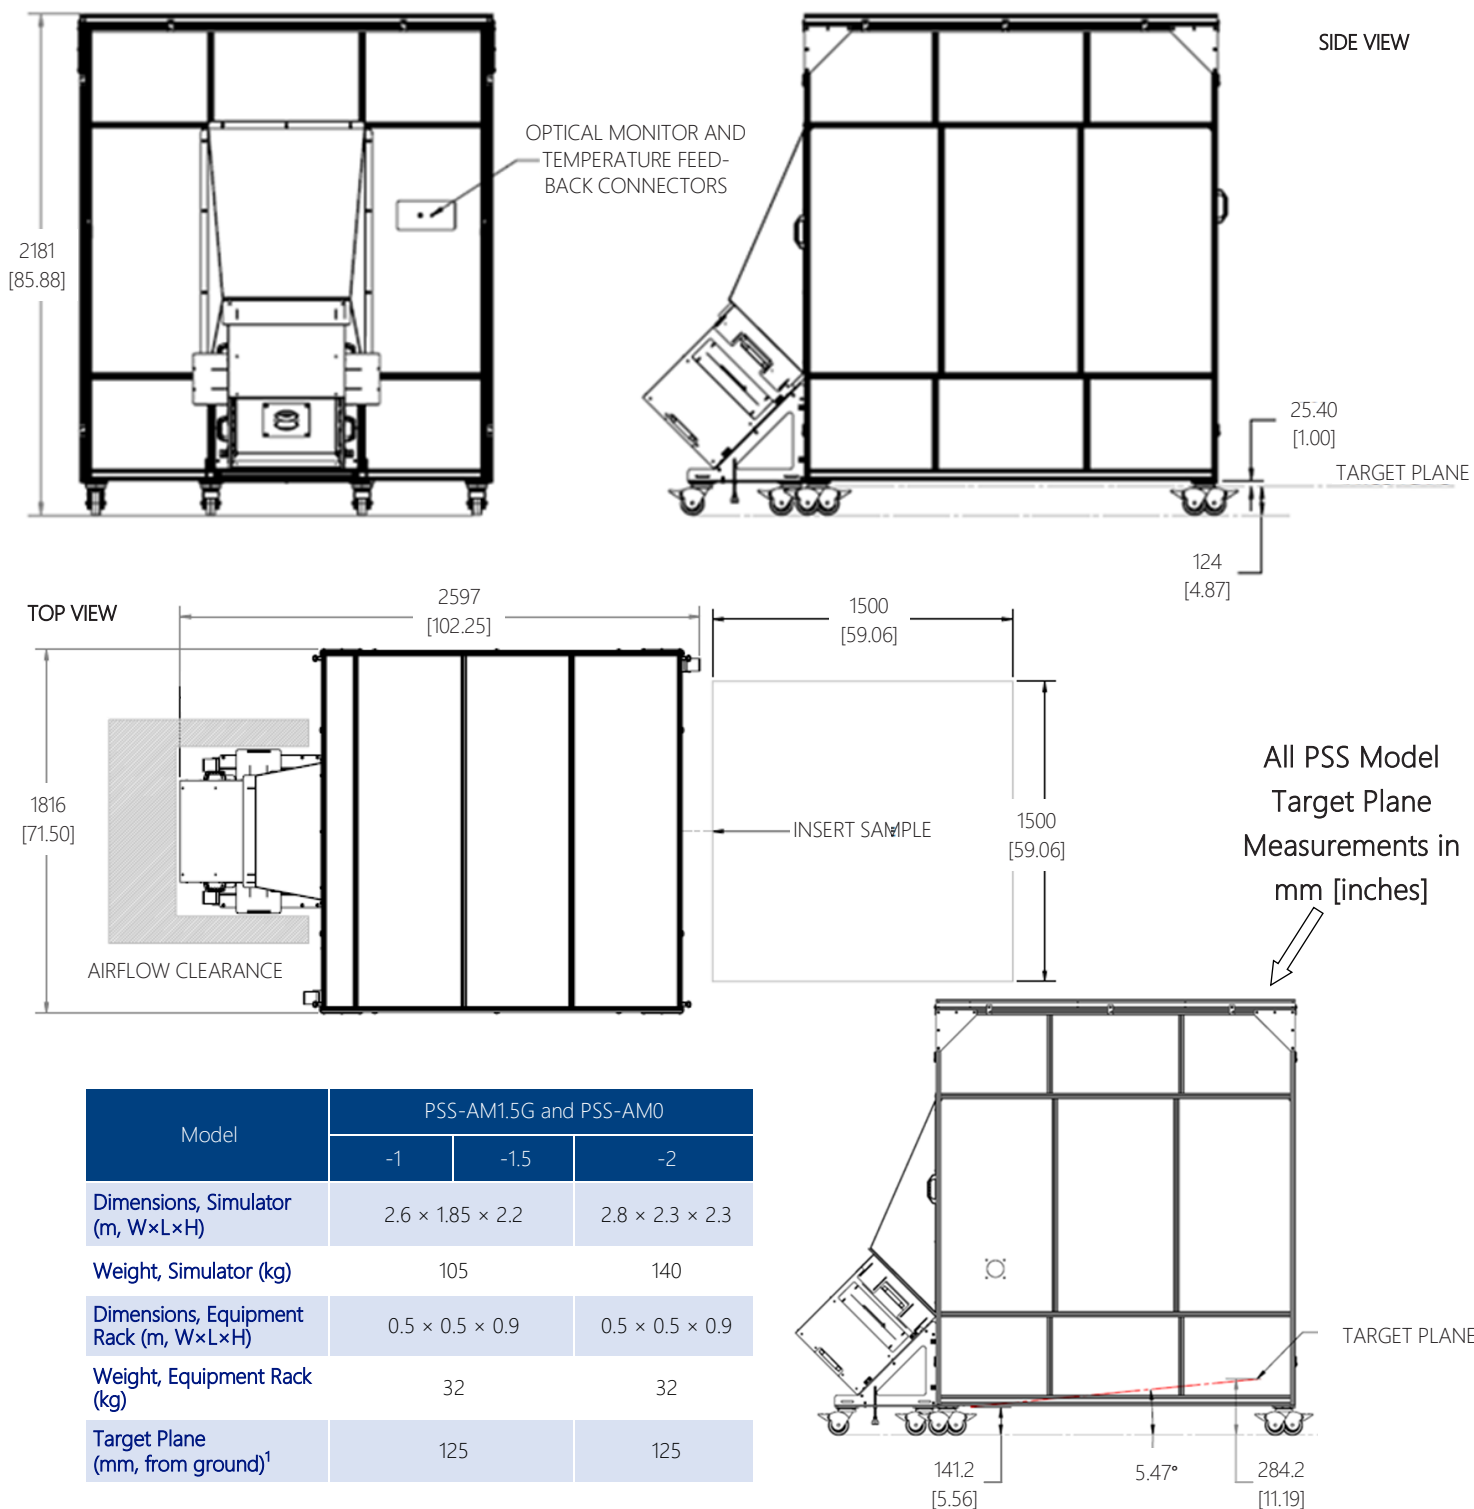 SIDE VIEW
OPTICAL MONITOR AND
TEMPERATURE FEED-
BACK CONNECTORS
2181
[85.88]
25.40
[1.00]
TARGET PLANE
124
[4.87]
TOP VIEW
2597
[102.25]
1500
[59.06]
1816
[71.50]
INSERT SAMPLE
1500
[59.06]
AIRFLOW CLEARANCE
All PSS Model
Target Plane
Measurements in
mm [inches]
Model
PSS-AM1.5G and PSS-AM0
-1
-1.5
-2
Dimensions, Simulator
(m, W×L×H)
2.6 × 1.85 × 2.2
2.8 × 2.3 × 2.3
Weight, Simulator (kg)
105
140
Dimensions, Equipment
Rack (m, W×L×H)
0.5 × 0.5 × 0.9
0.5 × 0.5 × 0.9
Weight, Equipment Rack
(kg)
32
32
Target Plane
(mm, from ground)¹
125
125
TARGET PLANE
141.2
[5.56]
5.47°
284.2
[11.19]